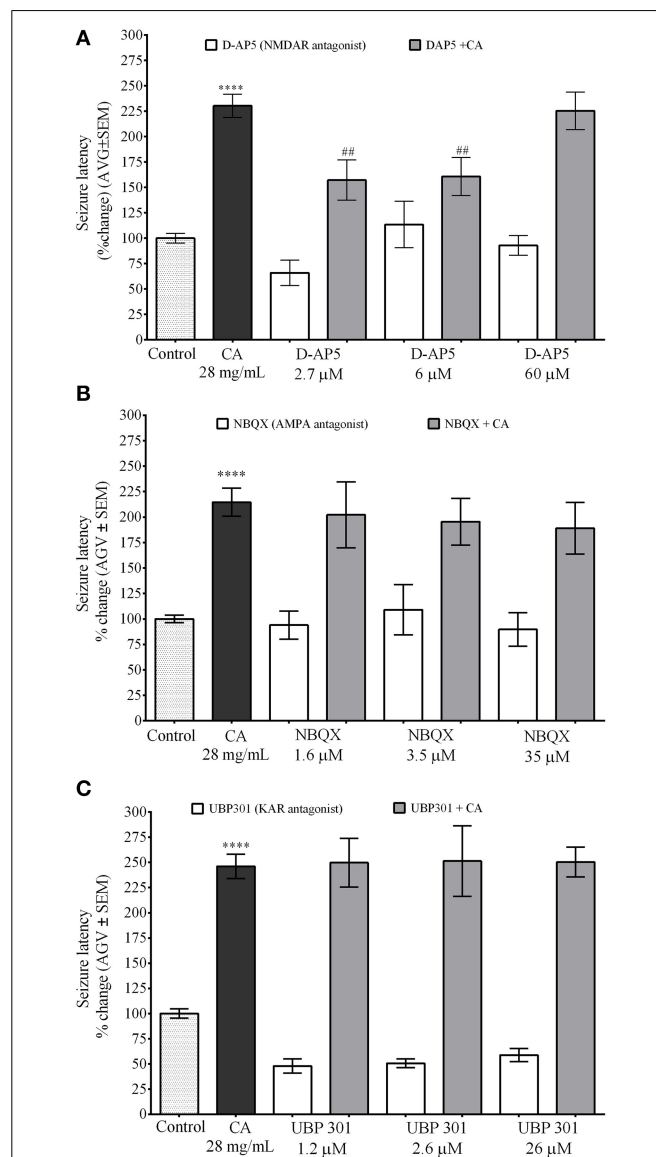 A
D-AP5 (NMDAR antagonist) DAP5 +CA
Seizure latency
(%change) (AVG±SEM)
300
275
250
225
200
175
150
125
100
75
50
25
0
****
##
##
Control CA D-AP5 D-AP5 D-AP5
28 mg/mL 2.7 µM 6 µM 60 µM
B
NBQX (AMPA antagonist) NBQX + CA
Seizure latency
% change (AGV ± SEM)
300
275
250
225
200
175
150
125
100
75
50
25
0
****
Control CA NBQX NBQX NBQX
28 mg/mL 1.6 µM 3.5 µM 35 µM
C
UBP301 (KAR antagonist) UBP301 + CA
Seizure latency
% change (AGV ± SEM)
300
275
250
225
200
175
150
125
100
75
50
25
0
****
Control CA UBP 301 UBP 301 UBP 301
28 mg/mL 1.2 µM 2.6 µM 26 µM